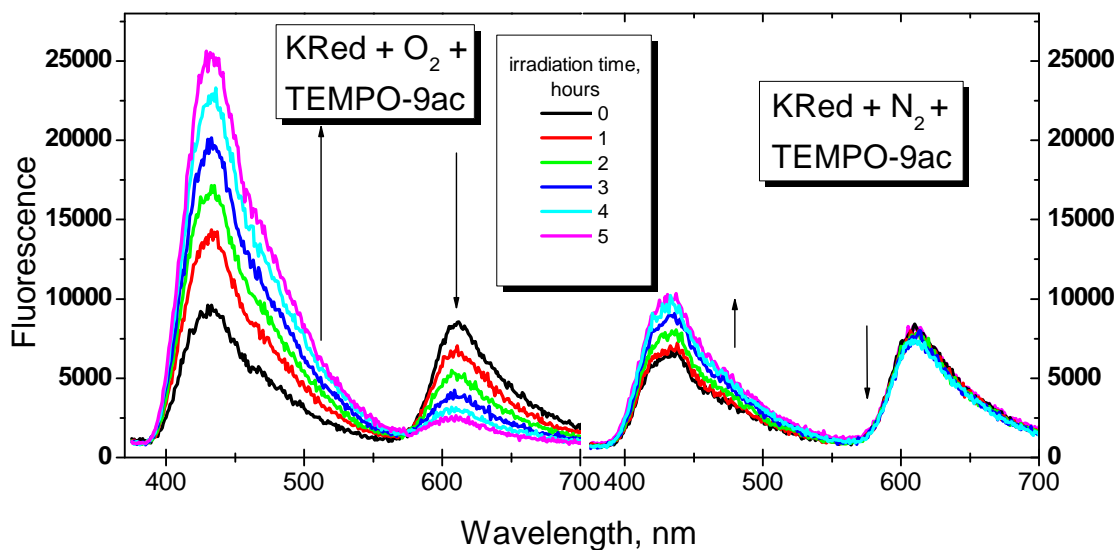 KRed + O₂ +
TEMPO-9ac
irradiation time,
hours
0
1
2
3
4
5
KRed + N₂ +
TEMPO-9ac
25000
20000
15000
10000
5000
0
25000
20000
15000
10000
5000
0
Fluorescence
400 500 600 700 400 500 600 700
Wavelength, nm